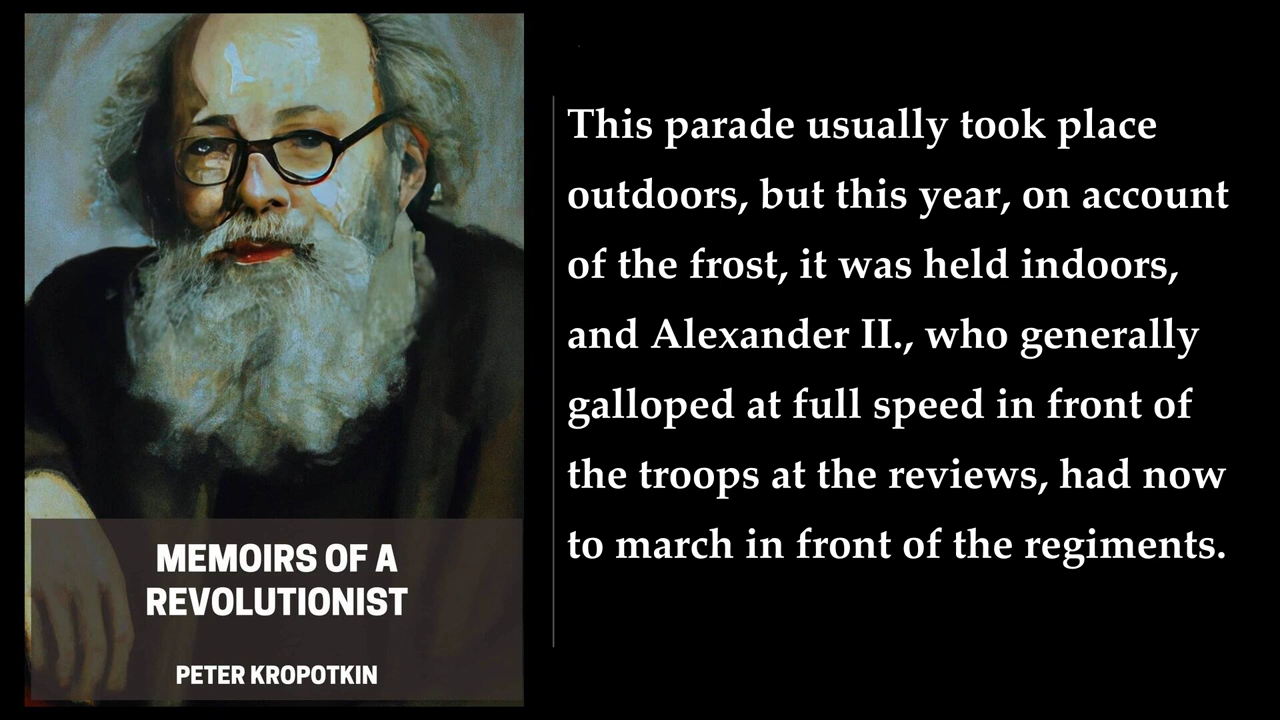 MEMOIRS OF A
REVOLUTIONIST
PETER KROPOTKIN
This parade usually took place
outdoors, but this year, on account
of the frost, it was held indoors,
and Alexander II., who generally
galloped at full speed in front of
the troops at the reviews, had now
to march in front of the regiments.